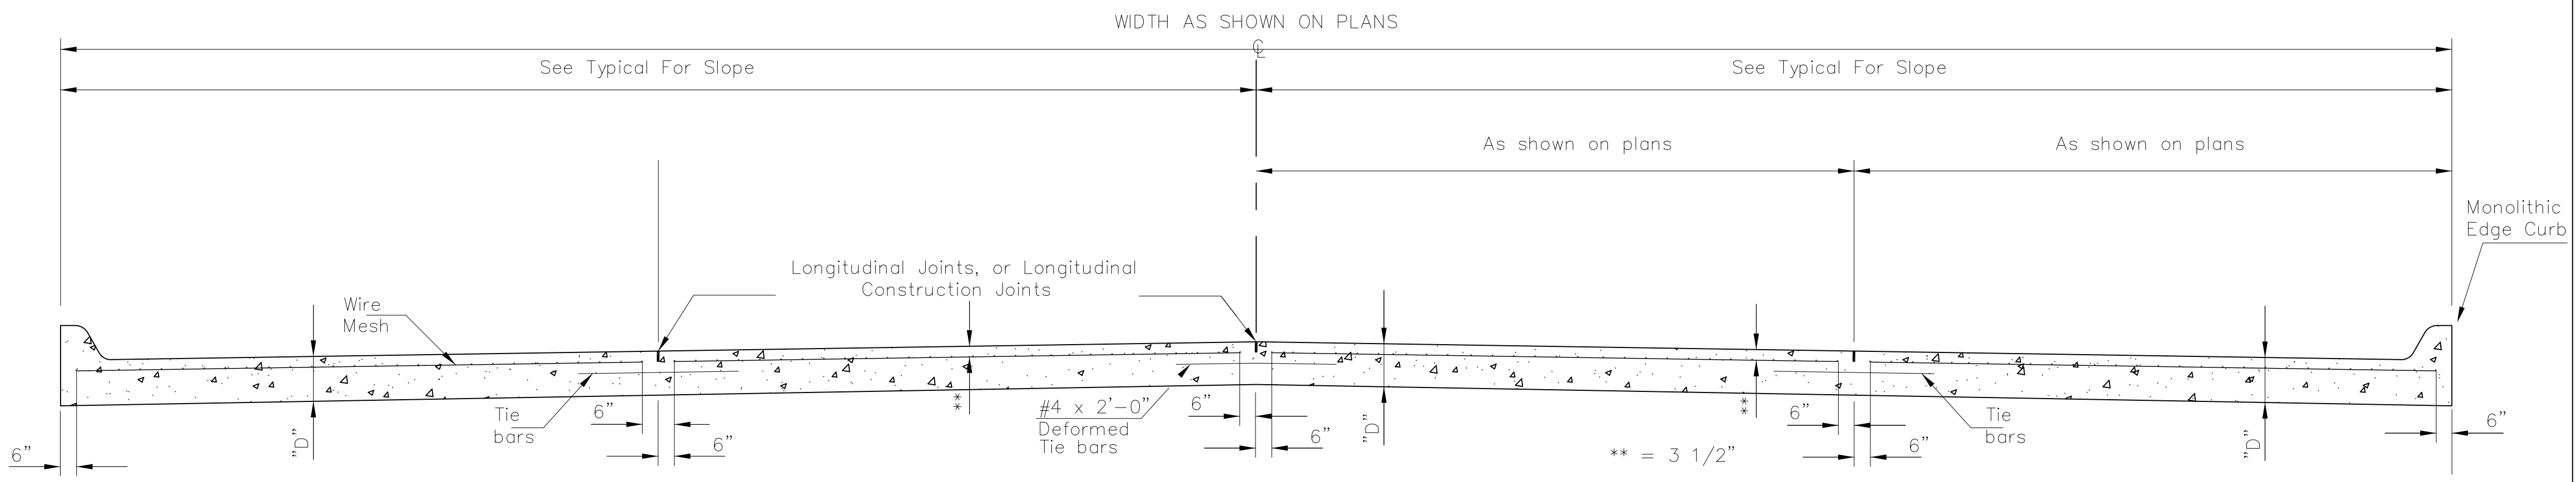 WIDTH AS SHOWN ON PLANS
℄
See Typical For Slope
See Typical For Slope
As shown on plans
As shown on plans
Monolithic
Edge Curb
Longitudinal Joints, or Longitudinal
Construction Joints
Wire
Mesh
Tie
bars
#4 x 2'-0"
Deformed
Tie bars
Tie
bars
6"
"D"
6"
6"
**
6"
6"
"D"
** = 3 1/2"
**
6"
6"
"D"
6"